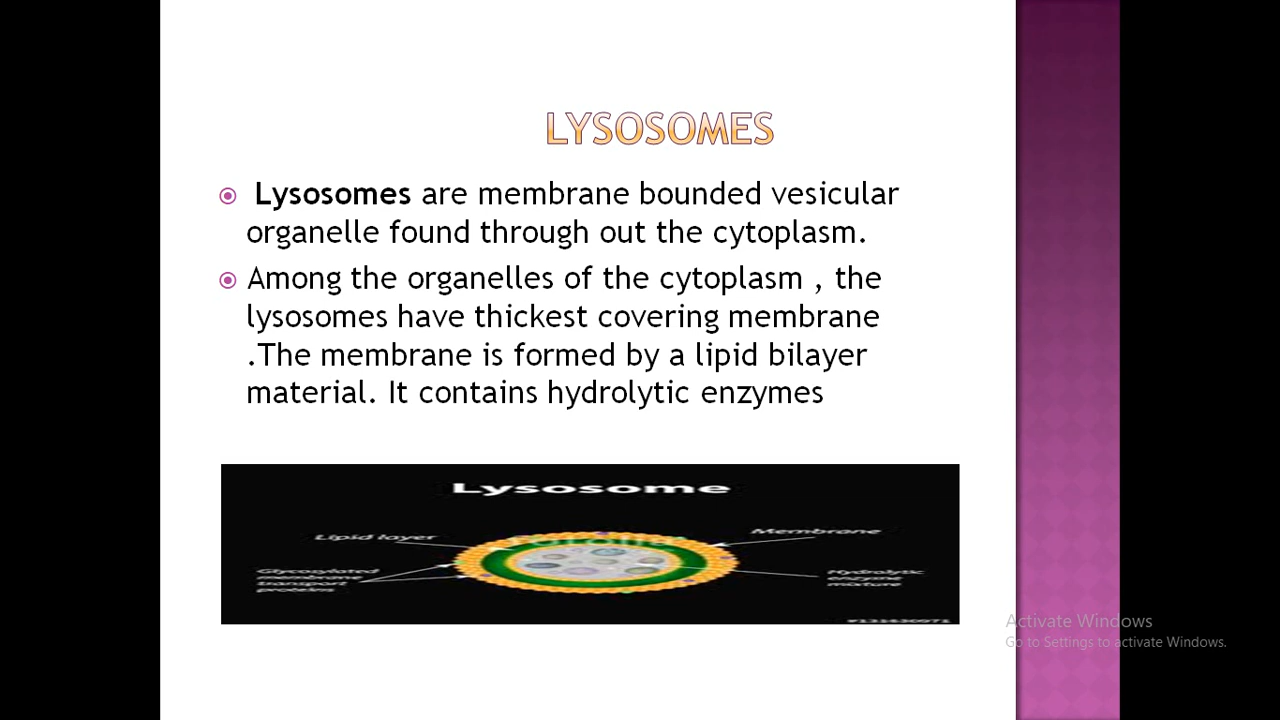 LYSOSOMES
Lysosomes are membrane bounded vesicular
organelle found through out the cytoplasm.
Among the organelles of the cytoplasm , the
lysosomes have thickest covering membrane
.The membrane is formed by a lipid bilayer
material. It contains hydrolytic enzymes
Lysosome
Lipid layer
Membrane
Glycosylated
membrane
transport
proteins
Hydrolytic
enzyme
mixture
Activate Windows
Go to Settings to activate Windows.